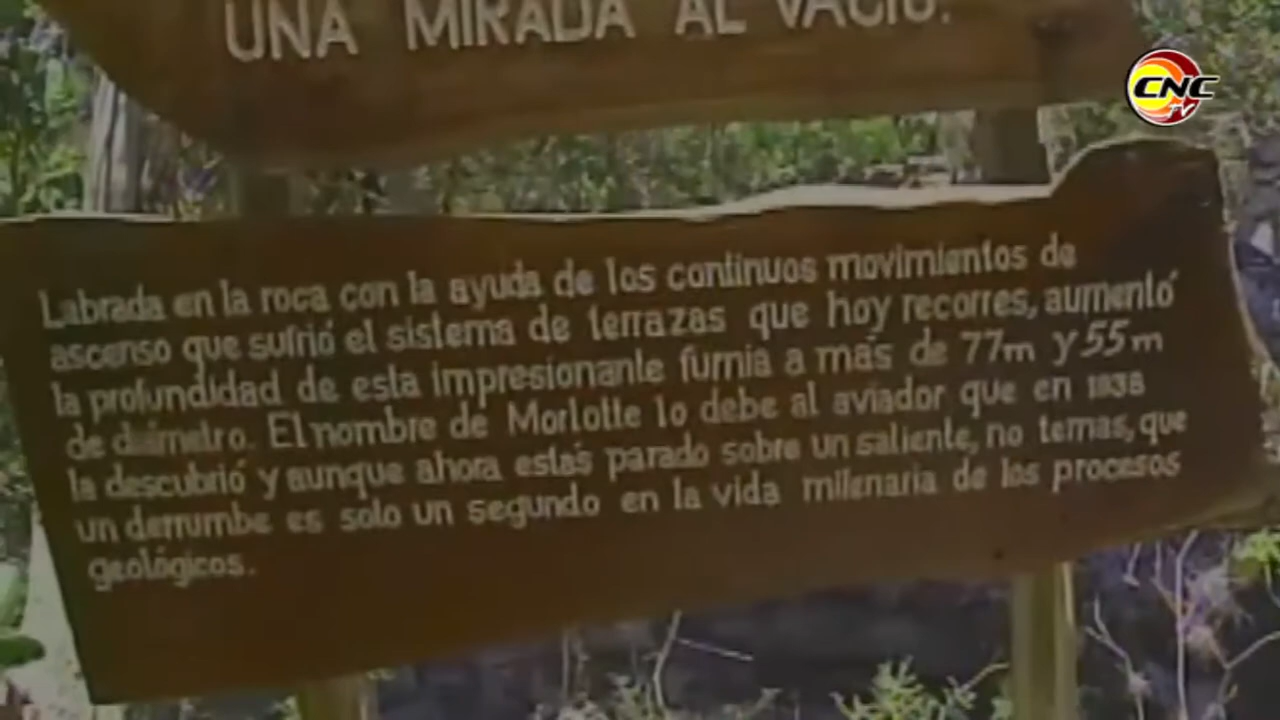 UNA MIRADA AL VACIO.
CNC
TV
Labrada en la roca con la ayuda de los continuos movimientos de
ascenso que sufrió el sistema de terrazas que hoy recorres, aumentó
la profundidad de esta impresionante furnia a más de 77m y 55m
de diámetro. El nombre de Morlotte lo debe al aviador que en
la descubrió y aunque ahora estás parado sobre un saliente, no temas, que
un derrumbe es solo un segundo en la vida milenaria de los procesos
geológicos.